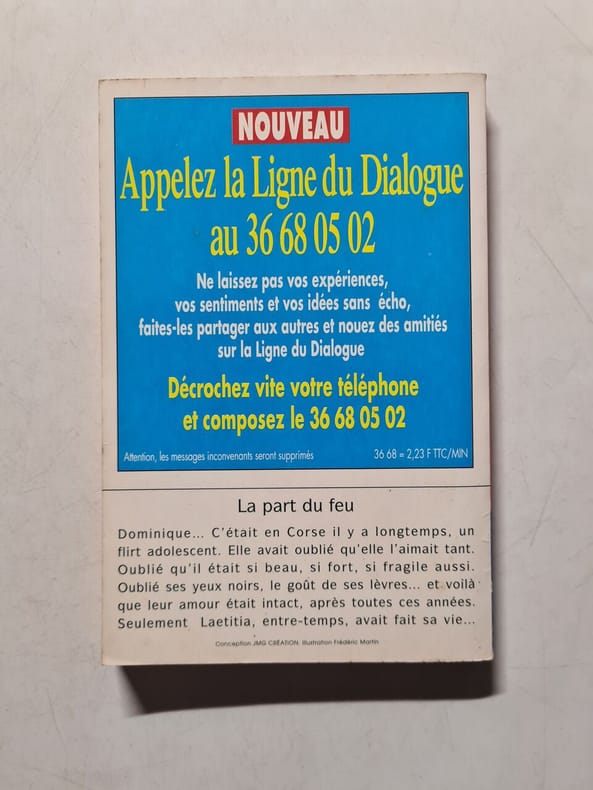 NOUVEAU
Appelez la Ligne du Dialogue
au 36 68 05 02
Ne laissez pas vos expériences,
vos sentiments et vos idées sans écho,
faites-les partager aux autres et nouez des amitiés
sur la Ligne du Dialogue
Décrochez vite votre téléphone
et composez le 36 68 05 02
Attention, les messages inconvenants seront supprimés
36 68 = 2,23 F TTC/MIN
La part du feu
Dominique... C'était en Corse il y a longtemps, un
flirt adolescent. Elle avait oublié qu'elle l'aimait tant.
Oublié qu'il était si beau, si fort, si fragile aussi.
Oublié ses yeux noirs, le goût de ses lèvres... et voilà
que leur amour était intact, après toutes ces années.
Seulement Laetitia, entre-temps, avait fait sa vie...
Conception JMG CRÉATION. Illustration Frédéric Martin